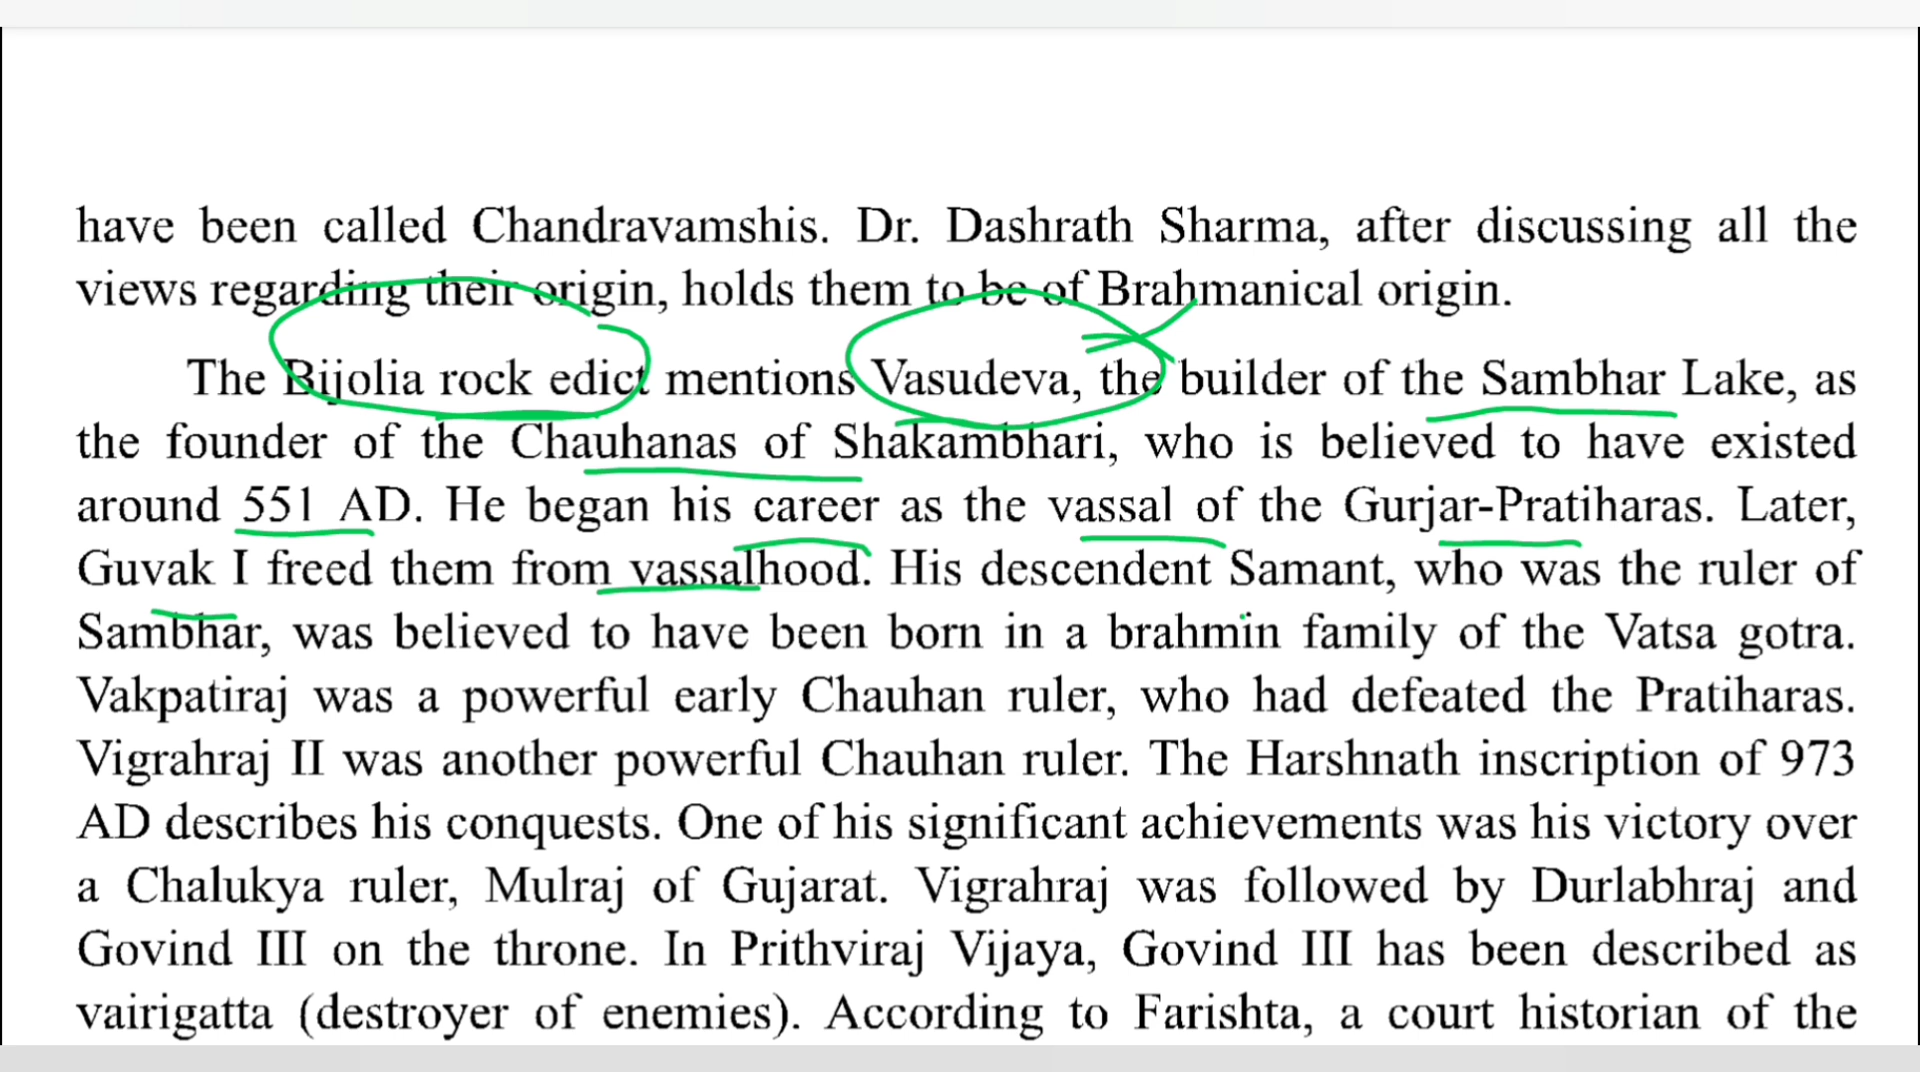 have been called Chandravamshis. Dr. Dashrath Sharma, after discussing all the
views regarding their origin, holds them to be of Brahmanical origin.
The Bijolia rock edict mentions Vasudeva, the builder of the Sambhar Lake, as
the founder of the Chauhanas of Shakambhari, who is believed to have existed
around 551 AD. He began his career as the vassal of the Gurjar-Pratiharas. Later,
Guvak I freed them from vassalhood. His descendent Samant, who was the ruler of
Sambhar, was believed to have been born in a brahmin family of the Vatsa gotra.
Vakpatiraj was a powerful early Chauhan ruler, who had defeated the Pratiharas.
Vigrahraj II was another powerful Chauhan ruler. The Harshnath inscription of 973
AD describes his conquests. One of his significant achievements was his victory over
a Chalukya ruler, Mulraj of Gujarat. Vigrahraj was followed by Durlabhraj and
Govind III on the throne. In Prithviraj Vijaya, Govind III has been described as
vairigatta (destroyer of enemies). According to Farishta, a court historian of the